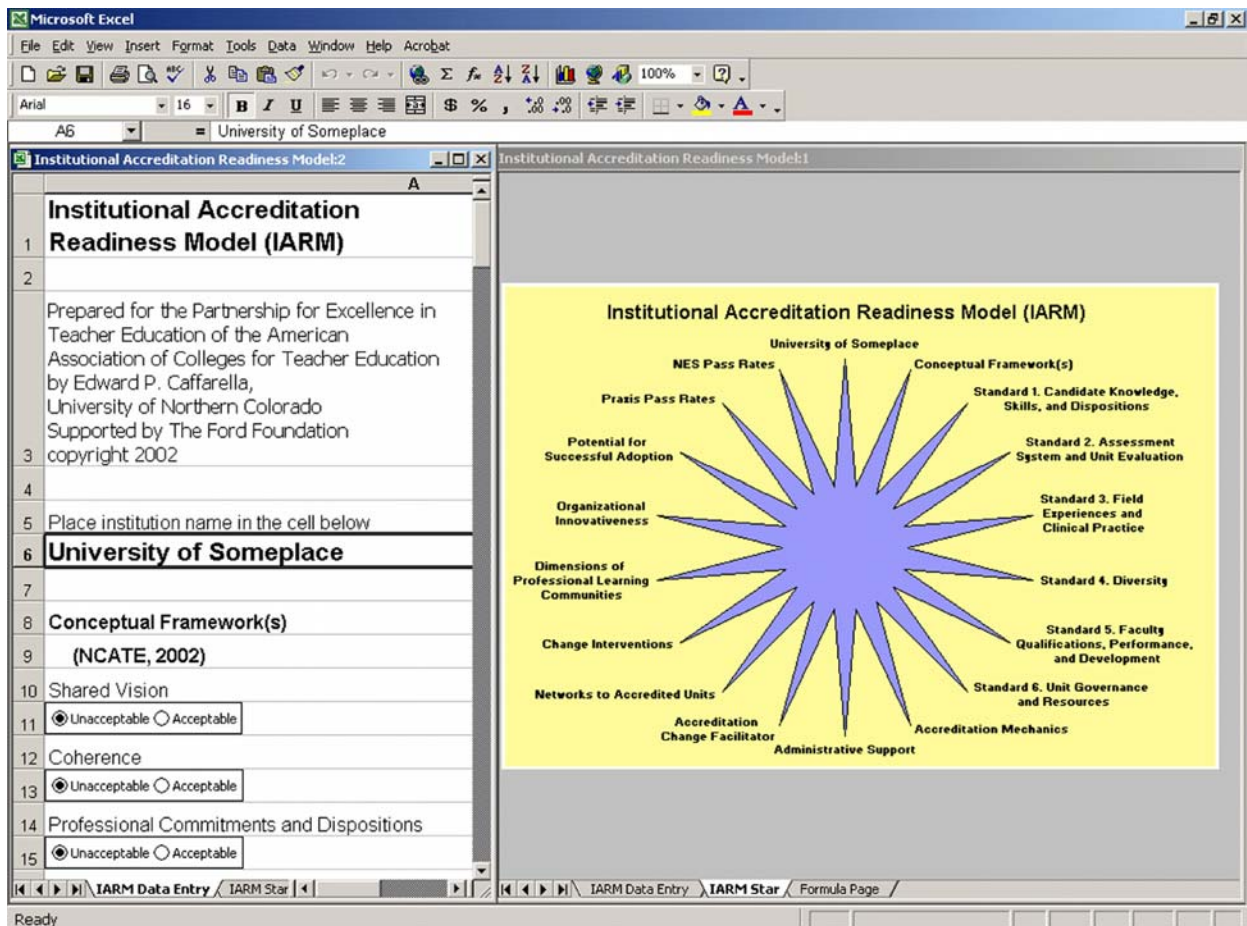 Microsoft Excel
File Edit View Insert Format Tools Data Window Help Acrobat
100%
Arial 16 B I U $ % ,
A6 = University of Someplace
Institutional Accreditation Readiness Model:2
A
1 Institutional Accreditation
Readiness Model (IARM)
2
3 Prepared for the Partnership for Excellence in
Teacher Education of the American
Association of Colleges for Teacher Education
by Edward P. Caffarella,
University of Northern Colorado
Supported by The Ford Foundation
copyright 2002
4
5 Place institution name in the cell below
6 University of Someplace
7
8 Conceptual Framework(s)
9 (NCATE, 2002)
10 Shared Vision
11 Unacceptable Acceptable
12 Coherence
13 Unacceptable Acceptable
14 Professional Commitments and Dispositions
15 Unacceptable Acceptable
IARM Data Entry IARM Star
Institutional Accreditation Readiness Model:1
Institutional Accreditation Readiness Model (IARM)
University of Someplace
Conceptual Framework(s)
Standard 1. Candidate Knowledge,
Skills, and Dispositions
Standard 2. Assessment
System and Unit Evaluation
Standard 3. Field
Experiences and
Clinical Practice
Standard 4. Diversity
Standard 5. Faculty
Qualifications, Performance,
and Development
Standard 6. Unit Governance
and Resources
Accreditation Mechanics
Administrative Support
Accreditation
Change Facilitator
Networks to Accredited Units
Change Interventions
Dimensions of
Professional Learning
Communities
Organizational
Innovativeness
Potential for
Successful Adoption
Praxis Pass Rates
NES Pass Rates
IARM Data Entry IARM Star Formula Page
Ready